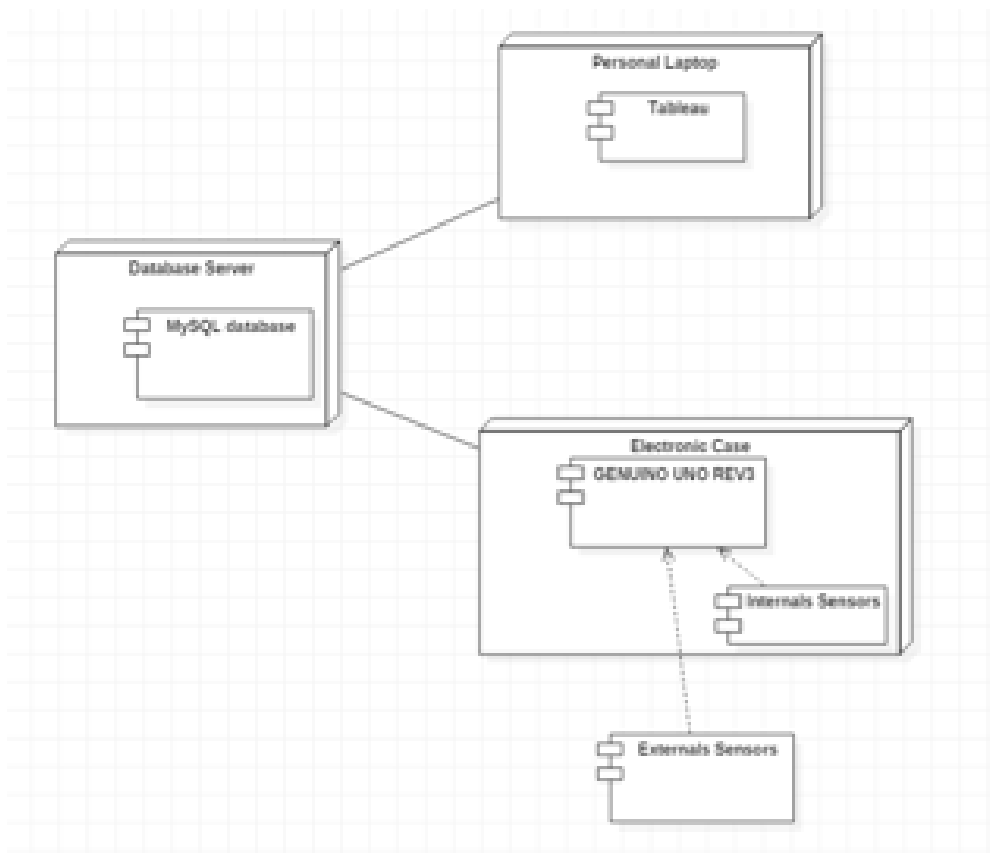 Personal Laptop
Tableau
Database Server
MySQL database
Electronic Case
GENUINO UNO REV3
Internals Sensors
Externals Sensors